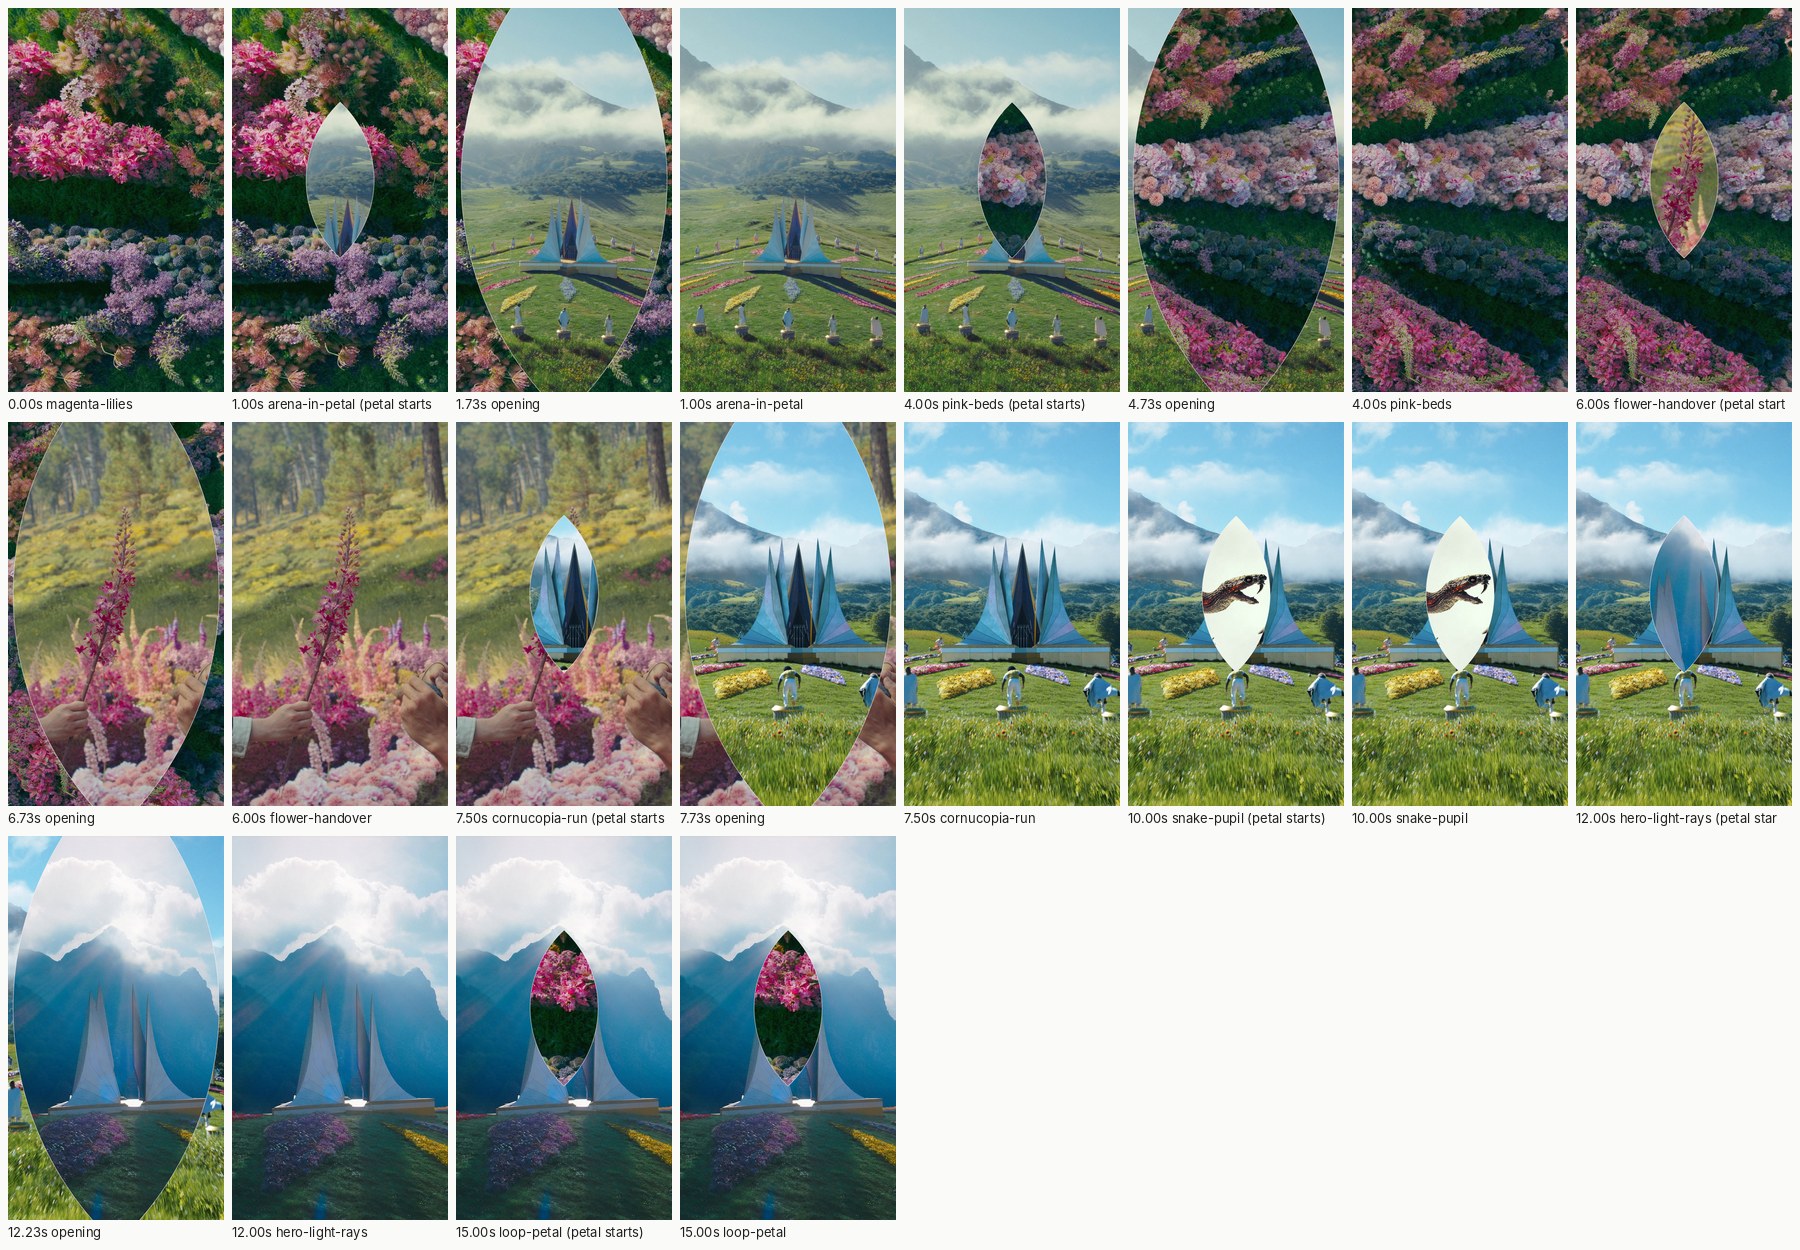 0.00s magenta-lilies
1.00s arena-in-petal (petal starts
1.73s opening
1.00s arena-in-petal
4.00s pink-beds (petal starts)
4.73s opening
4.00s pink-beds
6.00s flower-handover (petal start
6.73s opening
6.00s flower-handover
7.50s cornucopia-run (petal starts
7.73s opening
7.50s cornucopia-run
10.00s snake-pupil (petal starts)
10.00s snake-pupil
12.00s hero-light-rays (petal star
12.23s opening
12.00s hero-light-rays
15.00s loop-petal (petal starts)
15.00s loop-petal